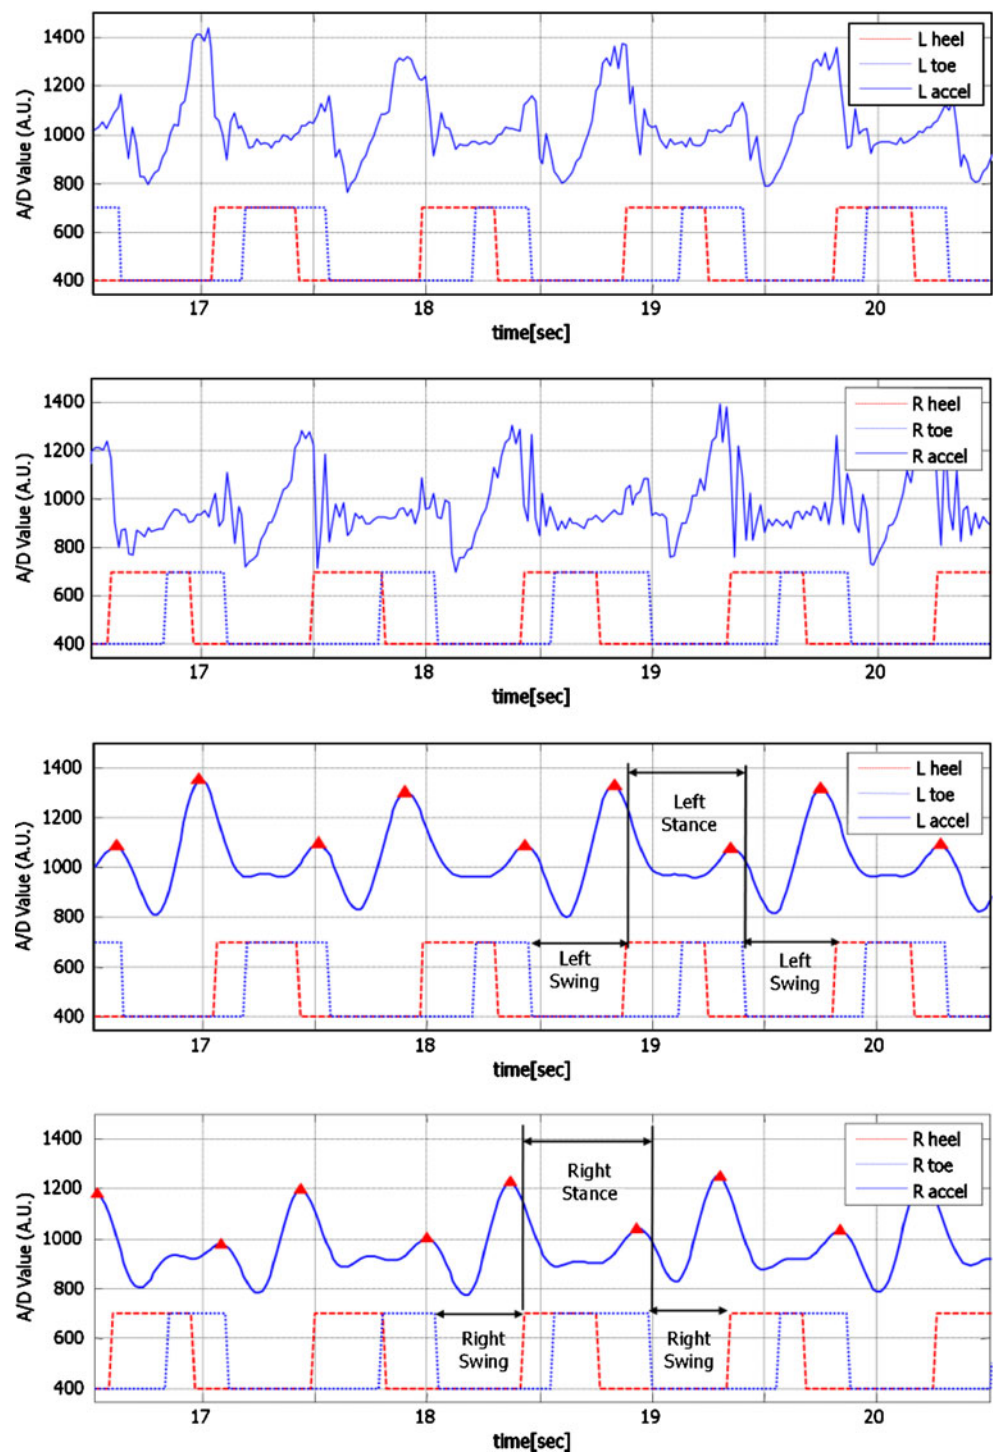 1400
1200
1000
800
600
400
A/D Value (A.U.)
L heel
L toe
L accel
17
18
19
20
time[sec]
1400
1200
1000
800
600
400
A/D Value (A.U.)
R heel
R toe
R accel
17
18
19
20
time[sec]
1400
1200
1000
800
600
400
A/D Value (A.U.)
L heel
L toe
L accel
Left
Stance
Left
Swing
Left
Swing
17
18
19
20
time[sec]
1400
1200
1000
800
600
400
A/D Value (A.U.)
R heel
R toe
R accel
Right
Stance
Right
Swing
Right
Swing
17
18
19
20
time[sec]